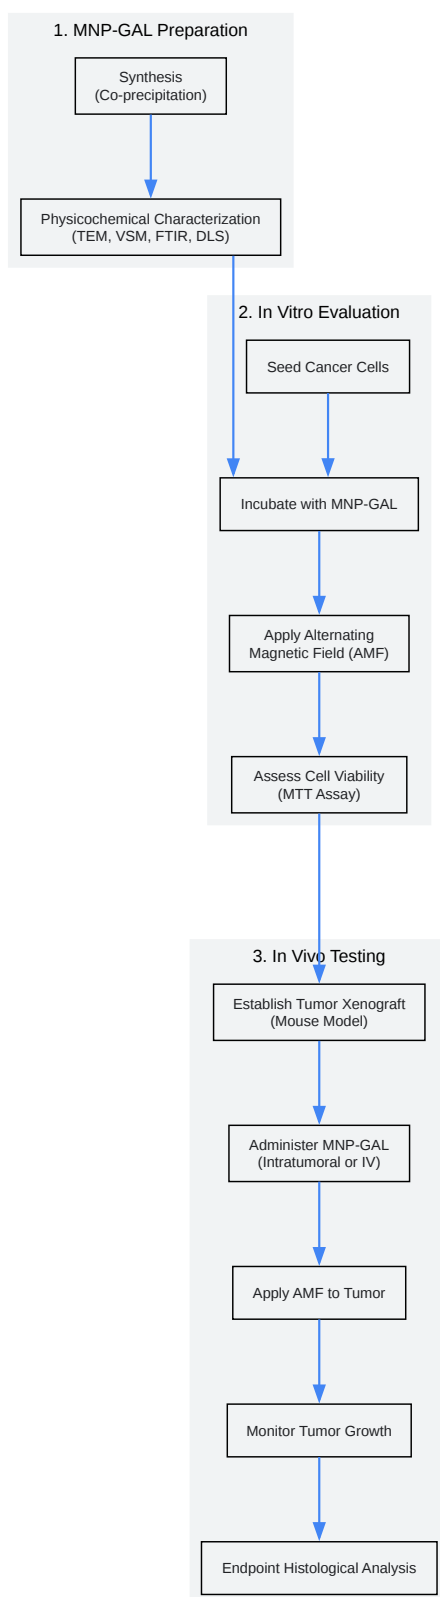 1. MNP-GAL Preparation
Synthesis
(Co-precipitation)
Physicochemical Characterization
(TEM, VSM, FTIR, DLS)
2. In Vitro Evaluation
Seed Cancer Cells
Incubate with MNP-GAL
Apply Alternating
Magnetic Field (AMF)
Assess Cell Viability
(MTT Assay)
3. In Vivo Testing
Establish Tumor Xenograft
(Mouse Model)
Administer MNP-GAL
(Intratumoral or IV)
Apply AMF to Tumor
Monitor Tumor Growth
Endpoint Histological Analysis